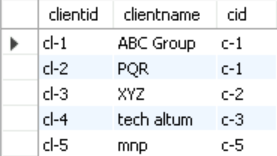 clientid clientname cid
cl-1 ABC Group c-1
cl-2 PQR c-1
cl-3 XYZ c-2
cl-4 tech altum c-3
cl-5 mnp c-5